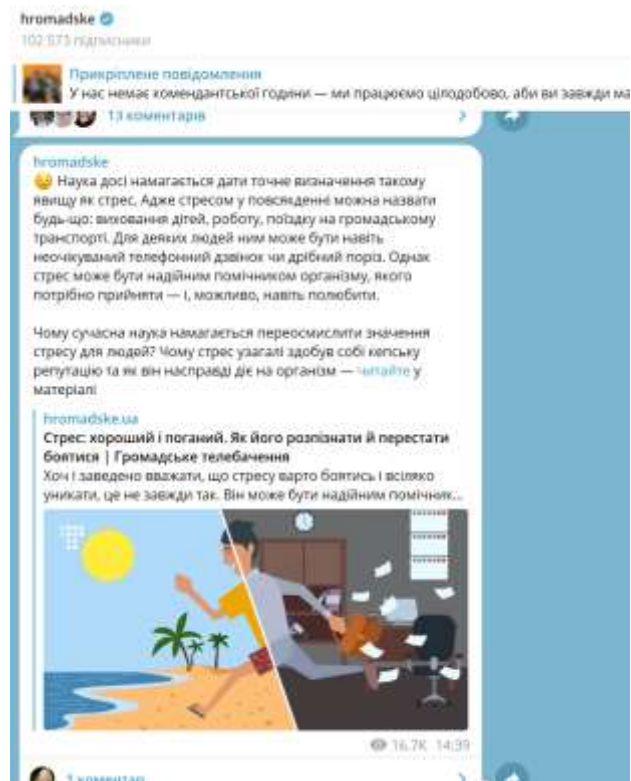 hromadske
102 573 підписники
Прикріплене повідомлення
У нас немає комендантської години — ми працюємо цілодобово, аби ви завжди ма
13 коментарів
hromadske
😥 Наука досі намагається дати точне визначення такому
явищу як стрес. Адже стресом у повсякденні можна назвати
будь-що: виховання дітей, роботу, поїздку на громадському
транспорті. Для деяких людей ним може бути навіть
неочікуваний телефонний дзвінок чи дрібний поріз. Однак
стрес може бути надійним помічником організму, якого
потрібно прийняти — і, можливо, навіть полюбити.
Чому сучасна наука намагається переосмислити значення
стресу для людей? Чому стрес узагалі здобув собі кепську
репутацію та як він насправді діє на організм — читайте у
матеріалі
hromadske.ua
Стрес: хороший і поганий. Як його розпізнати й перестати
боятися | Громадське телебачення
Хоч і заведено вважати, що стресу варто боятись і всіляко
уникати, це не завжди так. Він може бути надійним помічник...
16.7K 14:39
3 коментар